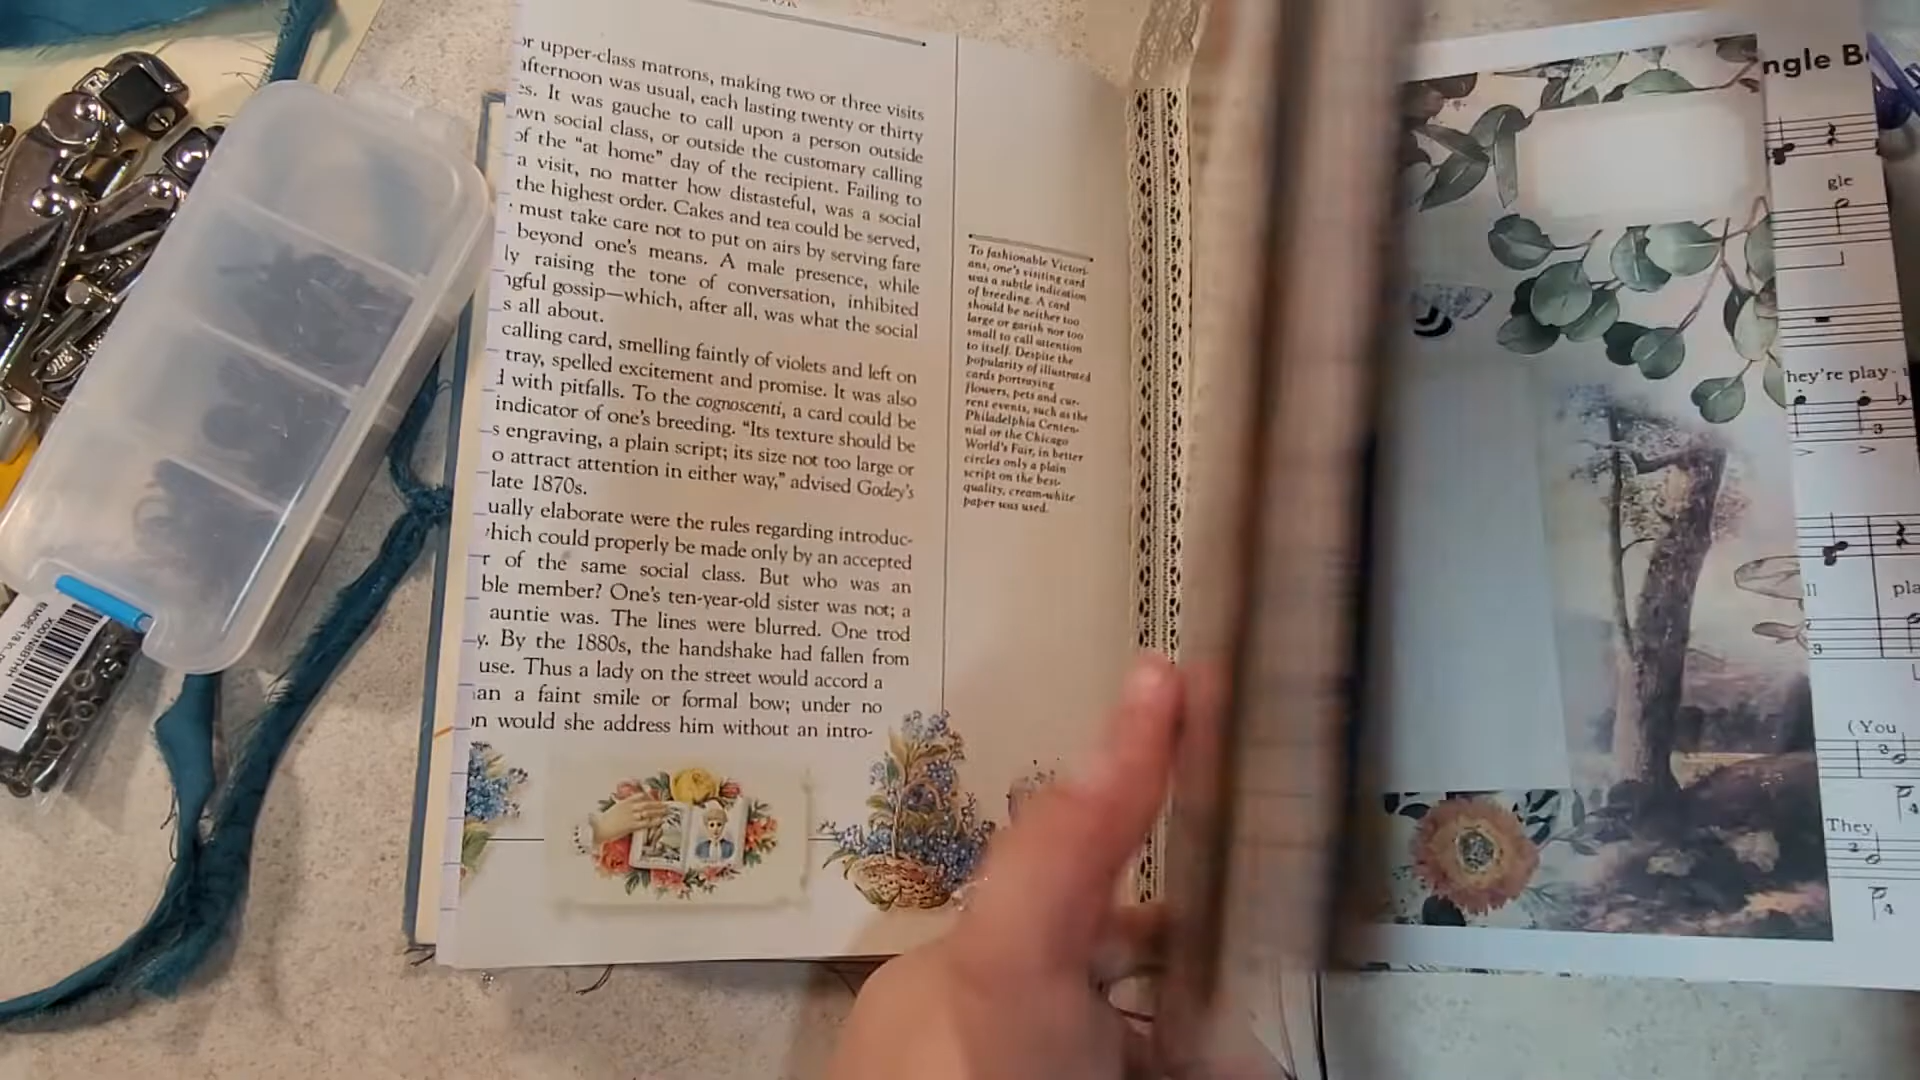 or upper-class matrons, making two or three visits
afternoon was usual, each lasting twenty or thirty
es. It was gauche to call upon a person outside
wn social class, or outside the customary calling
of the "at home" day of the recipient. Failing to
a visit, no matter how distasteful, was a social
the highest order. Cakes and tea could be served,
must take care not to put on airs by serving fare
beyond one's means. A male presence, while
ly raising the tone of conversation, inhibited
ngful gossip—which, after all, was what the social
s all about.
calling card, smelling faintly of violets and left on
tray, spelled excitement and promise. It was also
d with pitfalls. To the cognoscenti, a card could be
indicator of one's breeding. "Its texture should be
s engraving, a plain script; its size not too large or
o attract attention in either way," advised Godey's
late 1870s.
ually elaborate were the rules regarding introduc-
hich could properly be made only by an accepted
r of the same social class. But who was an
ble member? One's ten-year-old sister was not; a
auntie was. The lines were blurred. One trod
y. By the 1880s, the handshake had fallen from
use. Thus a lady on the street would accord a
an a faint smile or formal bow; under no
n would she address him without an intro-
To fashionable Victori-
ans, one's visiting card
was a subtle indication
of breeding. A card
should be neither too
large or garish nor too
small to call attention
to itself. Despite the
popularity of illustrated
cards portraying
flowers, pets and cur-
rent events, such as the
Philadelphia Centen-
nial or the Chicago
World's Fair, in better
circles only a plain
script on the best-
quality, cream-white
paper was used.
ngle B
gle
hey're play-
3
ll pla
3
(You
3
4
They
2
4